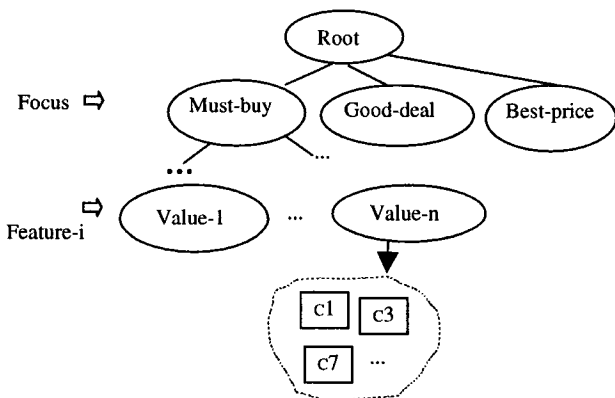 Root
Focus ⇨ Must-buy Good-deal Best-price
... ...
Feature-i ⇨ Value-1 ... Value-n
c1 c3
c7 ...